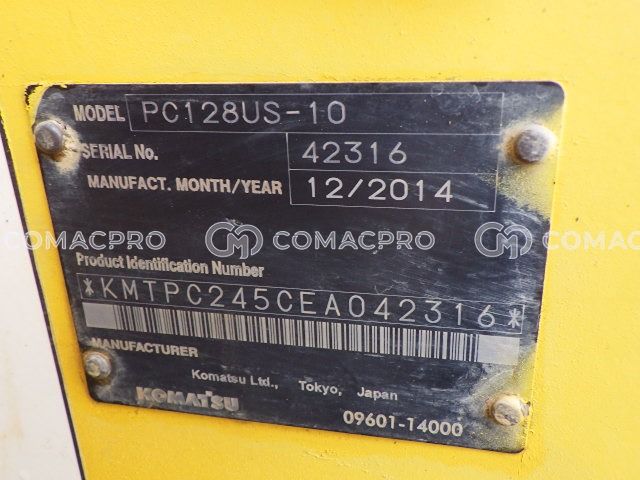 MODEL PC128US-10
SERIAL No. 42316
MANUFACT. MONTH/YEAR 12/2014
COMACPRO COMACPRO COMACPRO
Product Identification Number
*KMTPC245CEA042316*
MANUFACTURER
Komatsu Ltd., Tokyo, Japan
KOMATSU
09601-14000